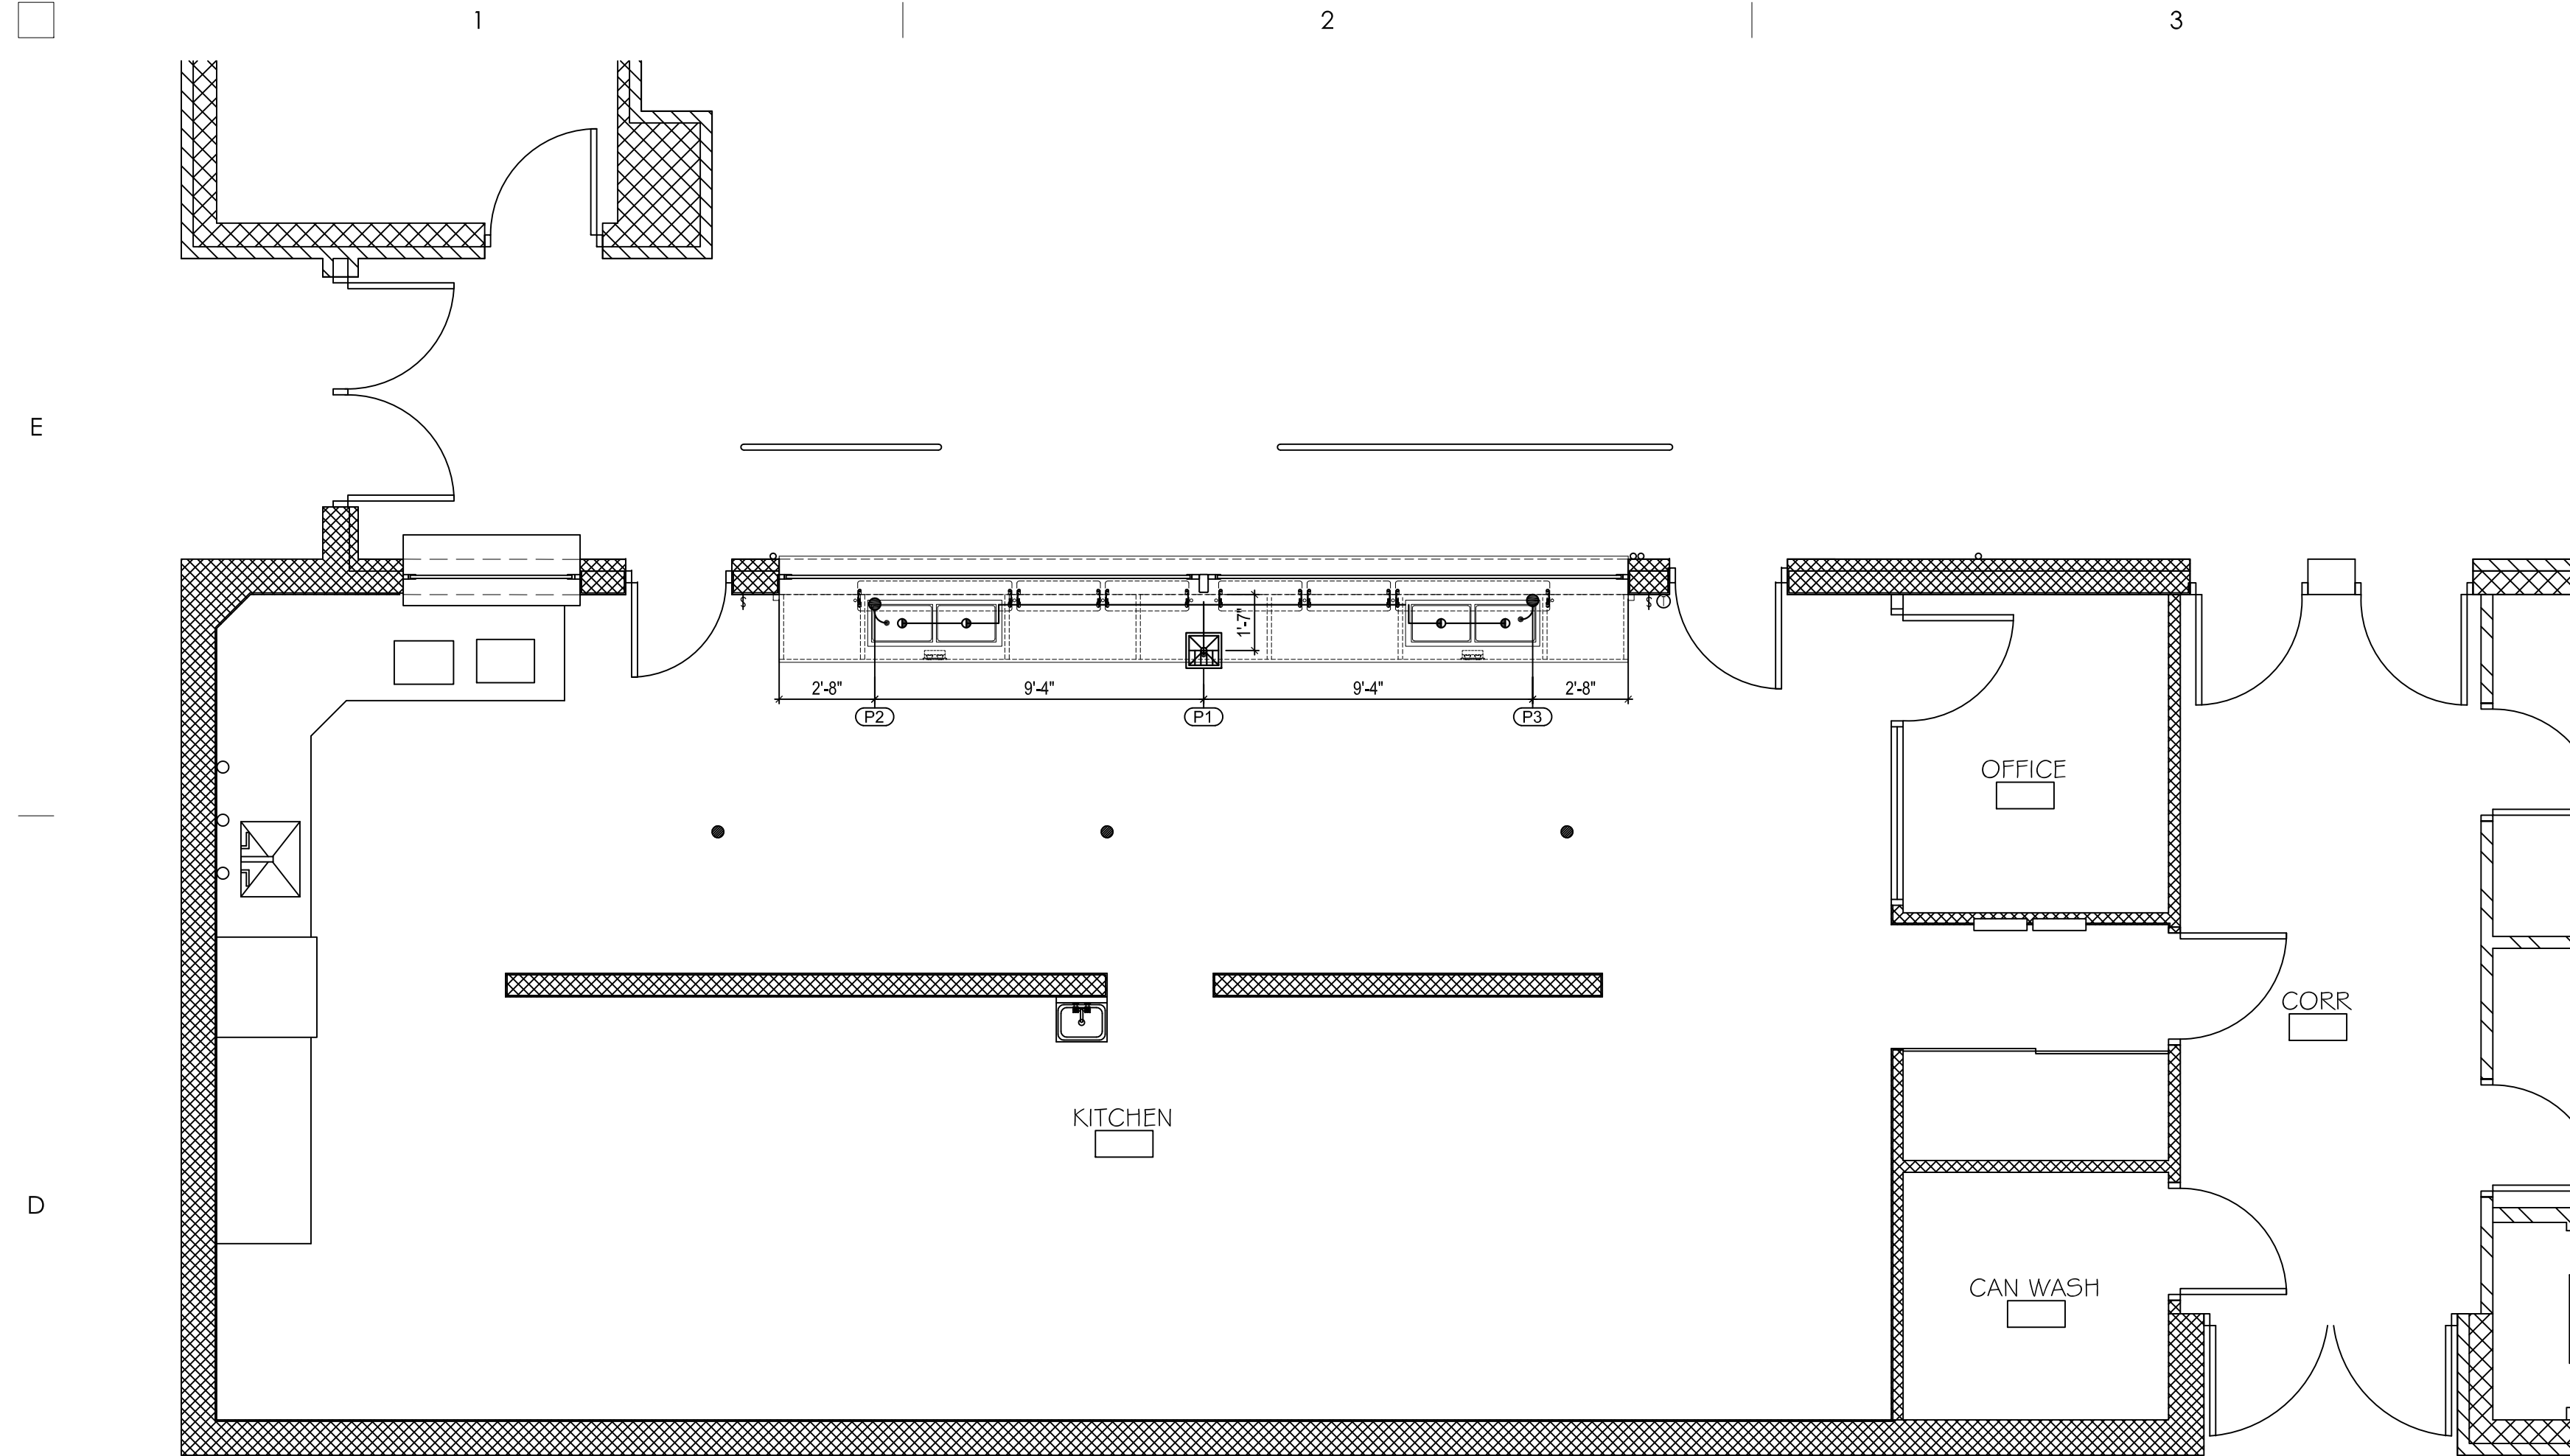 1 2 3
E
1'-7"
2'-8" 9'-4" 9'-4" 2'-8"
P2 P1 P3
OFFICE
CORR
KITCHEN
D
CAN WASH